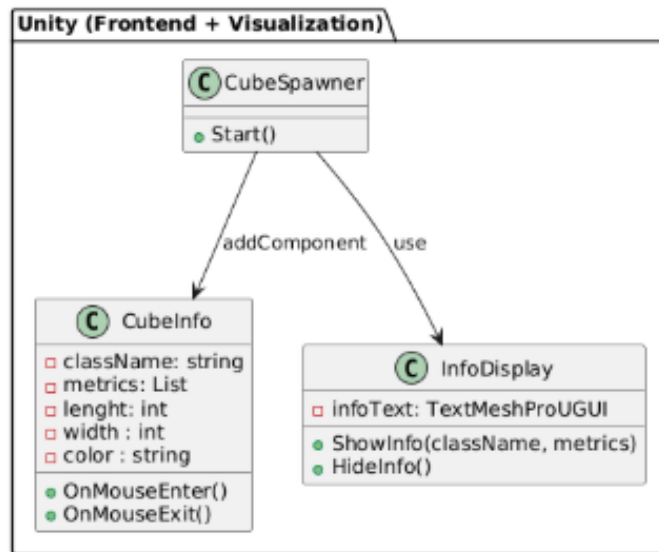 Unity (Frontend + Visualization)
C CubeSpawner
Start()
addComponent
use
C CubeInfo
className: string
metrics: List
lenght: int
width : int
color : string
OnMouseEnter()
OnMouseExit()
C InfoDisplay
infoText: TextMeshProUGUI
ShowInfo(className, metrics)
HideInfo()